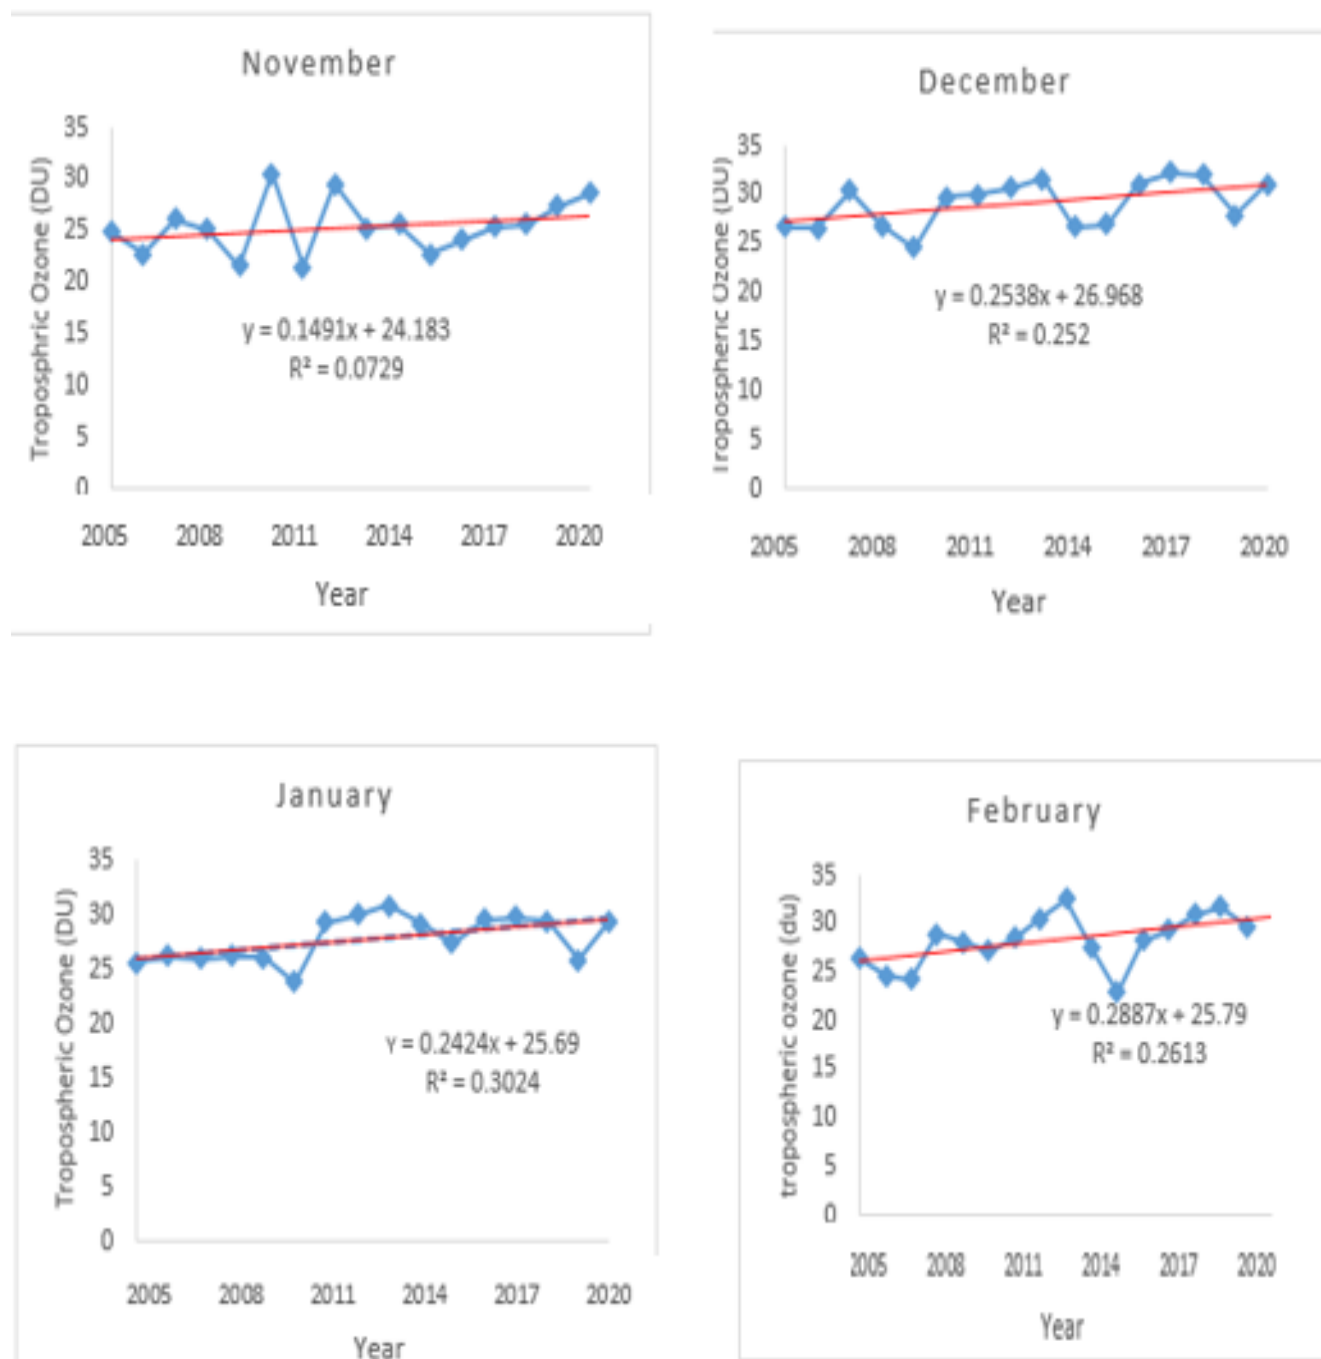 November
Tropospheric Ozone (DU)
35
30
25
20
15
10
5
0
y = 0.1491x + 24.183
R² = 0.0729
2005 2008 2011 2014 2017 2020
Year
December
Tropospheric Ozone (DU)
35
30
25
20
15
10
5
0
y = 0.2538x + 26.968
R² = 0.252
2005 2008 2011 2014 2017 2020
Year
January
Tropospheric Ozone (DU)
35
30
25
20
15
10
5
0
y = 0.2424x + 25.69
R² = 0.3024
2005 2008 2011 2014 2017 2020
Year
February
tropospheric ozone (du)
35
30
25
20
15
10
5
0
y = 0.2887x + 25.79
R² = 0.2613
2005 2008 2011 2014 2017 2020
Year